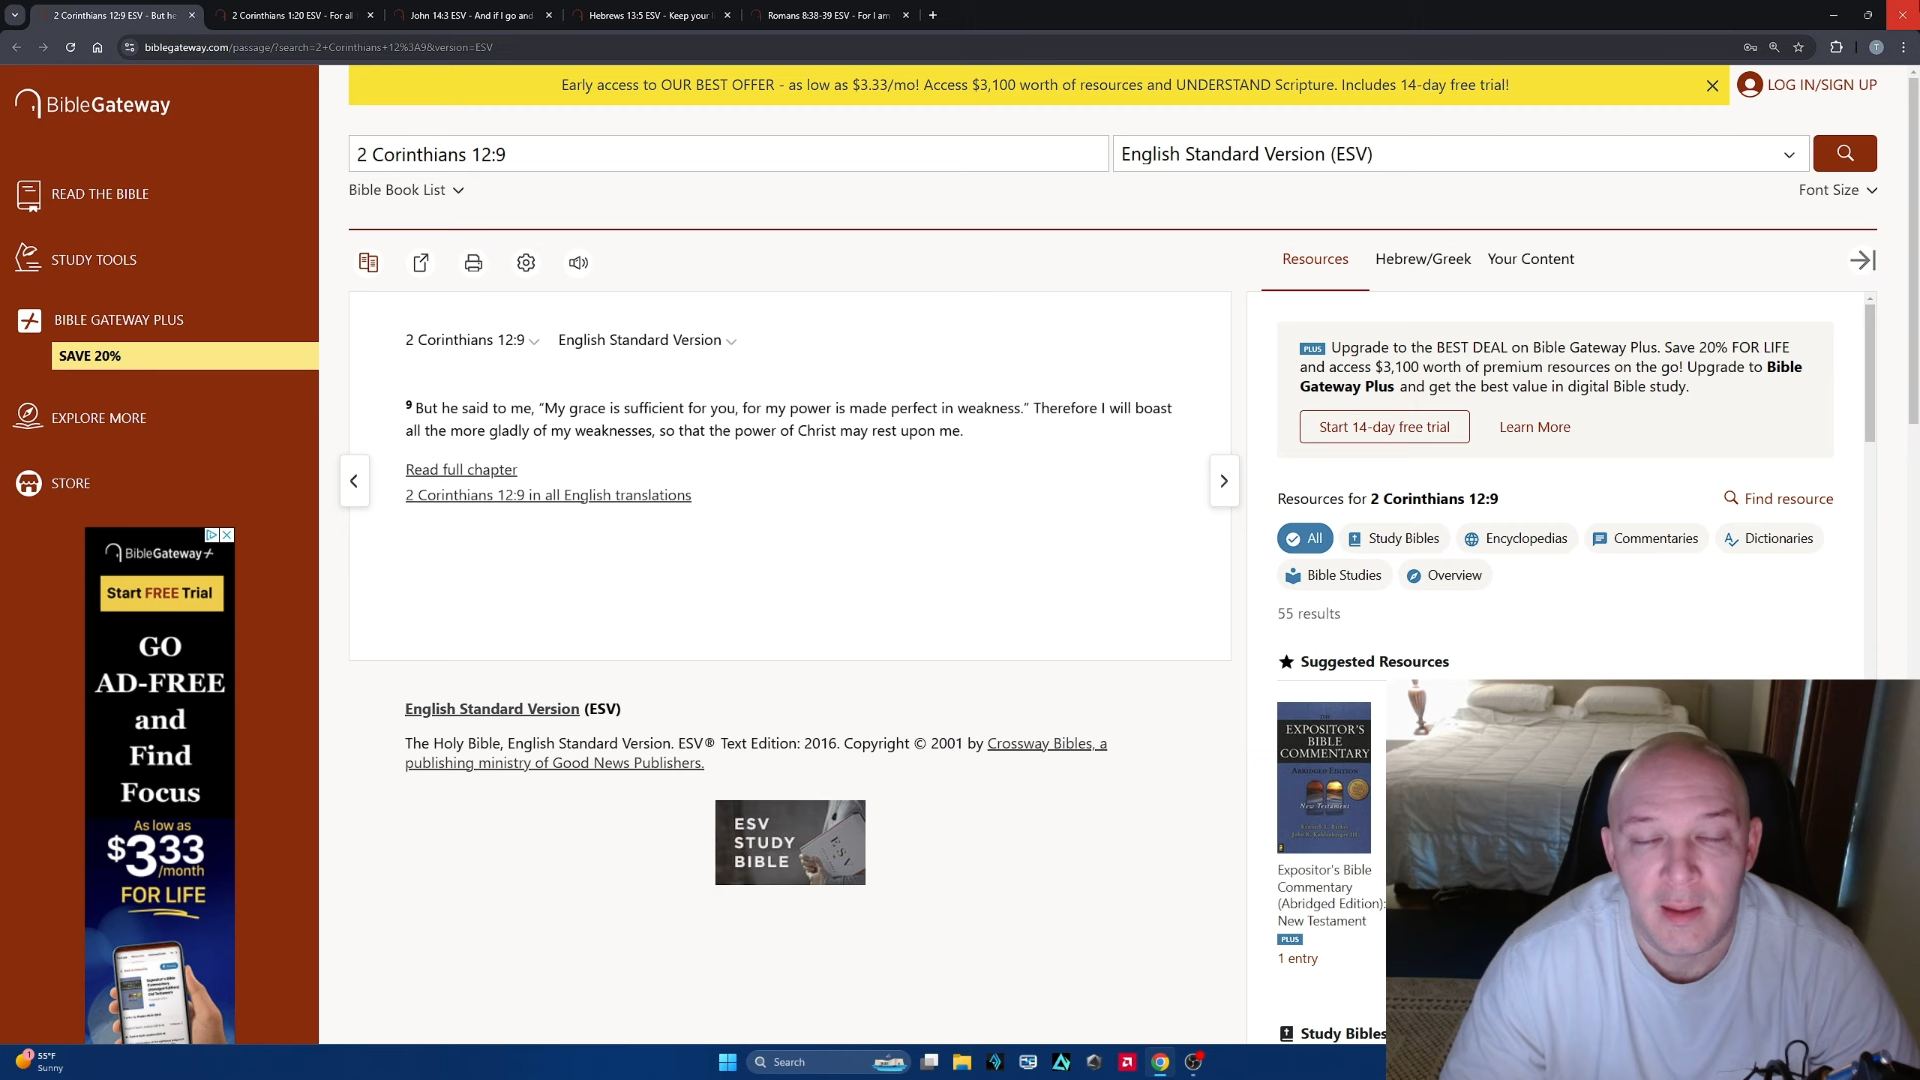 2 Corinthians 12:9 ESV - But he
2 Corinthians 1:20 ESV - For all
John 14:3 ESV - And if I go and
Hebrews 13:5 ESV - Keep your l
Romans 8:38-39 ESV - For I am
biblegateway.com/passage/?search=2+Corinthians+12%3A9&version=ESV
T
BibleGateway
Early access to OUR BEST OFFER - as low as $3.33/mo! Access $3,100 worth of resources and UNDERSTAND Scripture. Includes 14-day free trial!
LOG IN/SIGN UP
2 Corinthians 12:9
English Standard Version (ESV)
Bible Book List
Font Size
READ THE BIBLE
STUDY TOOLS
BIBLE GATEWAY PLUS
SAVE 20%
EXPLORE MORE
STORE
Resources
Hebrew/Greek
Your Content
2 Corinthians 12:9
English Standard Version
9 But he said to me, “My grace is sufficient for you, for my power is made perfect in weakness.” Therefore I will boast
all the more gladly of my weaknesses, so that the power of Christ may rest upon me.
Read full chapter
2 Corinthians 12:9 in all English translations
PLUS Upgrade to the BEST DEAL on Bible Gateway Plus. Save 20% FOR LIFE
and access $3,100 worth of premium resources on the go! Upgrade to Bible
Gateway Plus and get the best value in digital Bible study.
Start 14-day free trial
Learn More
Resources for 2 Corinthians 12:9
Find resource
All
Study Bibles
Encyclopedias
Commentaries
Dictionaries
Bible Studies
Overview
55 results
Suggested Resources
THE
EXPOSITOR'S
BIBLE
COMMENTARY
ABRIDGED EDITION
New Testament
Expositor's Bible
Commentary
(Abridged Edition):
New Testament
PLUS
1 entry
Study Bibles
English Standard Version (ESV)
The Holy Bible, English Standard Version. ESV® Text Edition: 2016. Copyright © 2001 by Crossway Bibles, a
publishing ministry of Good News Publishers.
ESV
STUDY
BIBLE
BibleGateway+
Start FREE Trial
GO
AD-FREE
and
Find
Focus
As low as
$3.33
/month
FOR LIFE
1
55°F
Sunny
Search